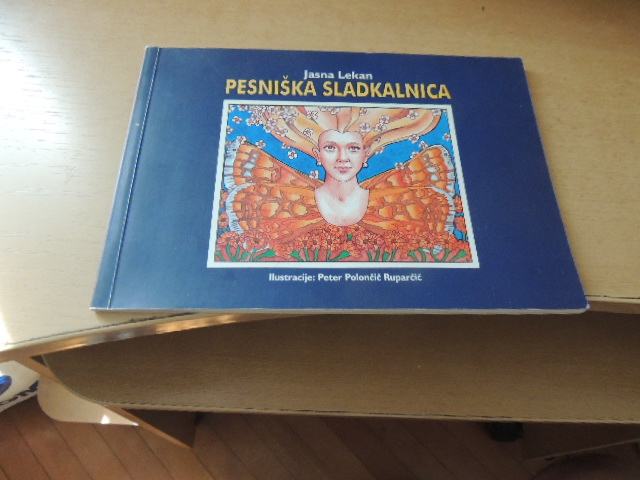 Jasna Lekan
PESNIŠKA SLADKALNICA
Ilustracije: Peter Polončič Ruparčič